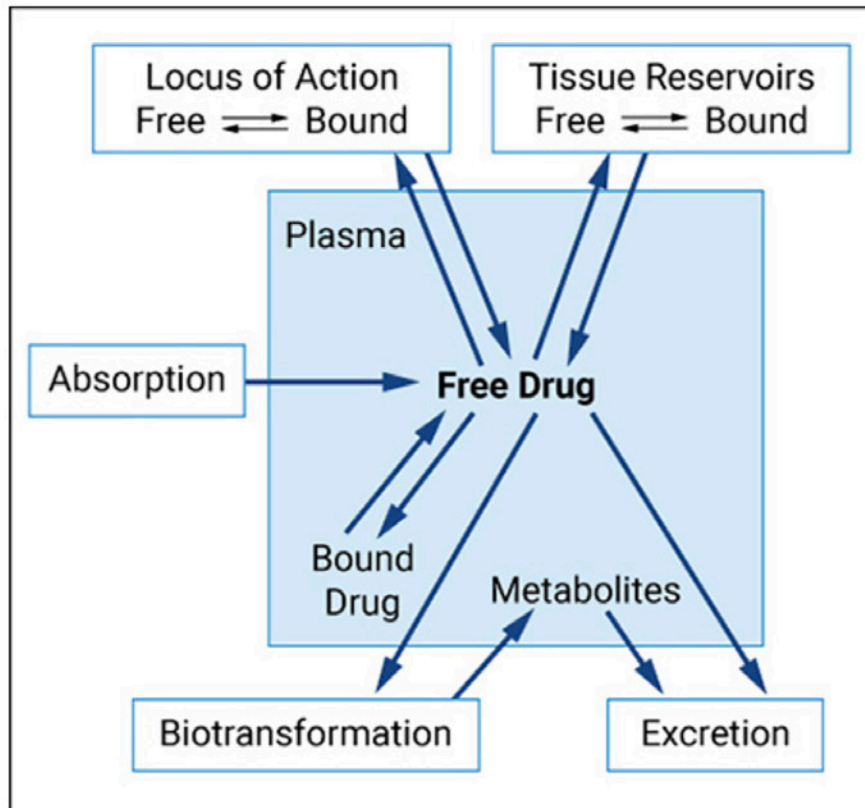 Locus of Action
Free Bound
Tissue Reservoirs
Free Bound
Plasma
Absorption
Free Drug
Bound
Drug
Metabolites
Biotransformation
Excretion